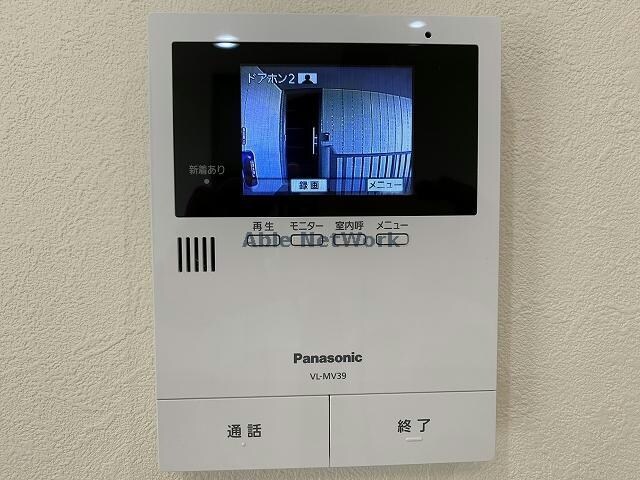 ドアホン2
新着あり
録画
メニュー
再生 モニター 室内呼 メニュー
Able NetWork
Panasonic
VL-MV39
通話
終了